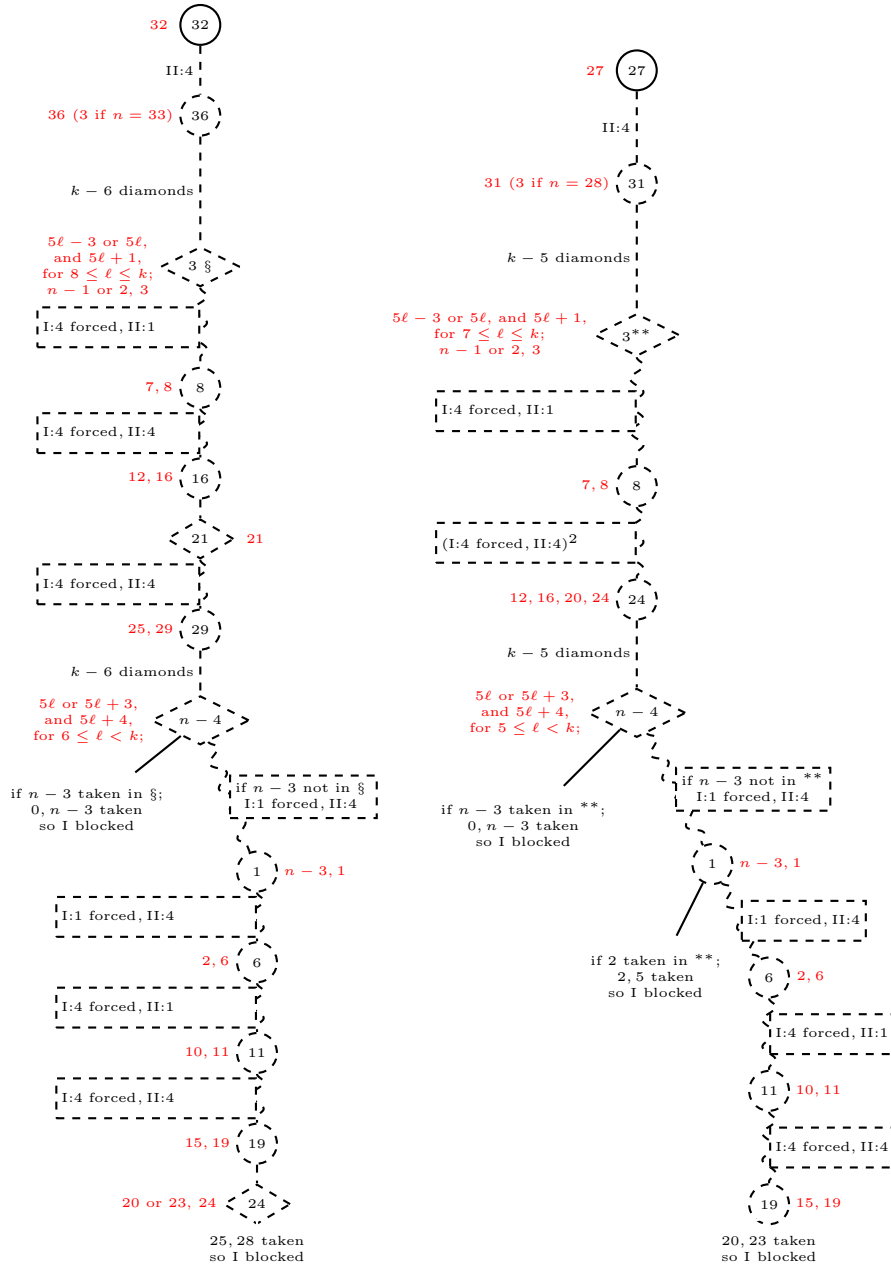 32 32
II:4
36 (3 if n = 33) 36
k − 6 diamonds
5ℓ − 3 or 5ℓ,
and 5ℓ + 1,
for 8 ≤ ℓ ≤ k;
n − 1 or 2, 3
3 §
I:4 forced, II:1
7, 8 8
I:4 forced, II:4
12, 16 16
21 21
I:4 forced, II:4
25, 29 29
k − 6 diamonds
5ℓ or 5ℓ + 3,
and 5ℓ + 4,
for 6 ≤ ℓ < k;
n − 4
if n − 3 taken in §;
0, n − 3 taken
so I blocked
if n − 3 not in §
I:1 forced, II:4
1 n − 3, 1
I:1 forced, II:4
2, 6 6
I:4 forced, II:1
10, 11 11
I:4 forced, II:4
15, 19 19
20 or 23, 24 24
25, 28 taken
so I blocked
27 27
II:4
31 (3 if n = 28) 31
k − 5 diamonds
5ℓ − 3 or 5ℓ, and 5ℓ + 1,
for 7 ≤ ℓ ≤ k;
n − 1 or 2, 3
3**
I:4 forced, II:1
7, 8 8
(I:4 forced, II:4)²
12, 16, 20, 24 24
k − 5 diamonds
5ℓ or 5ℓ + 3,
and 5ℓ + 4,
for 5 ≤ ℓ < k;
n − 4
if n − 3 taken in **;
0, n − 3 taken
so I blocked
if n − 3 not in **
I:1 forced, II:4
1 n − 3, 1
if 2 taken in **;
2, 5 taken
so I blocked
I:1 forced, II:4
6 2, 6
I:4 forced, II:1
11 10, 11
I:4 forced, II:4
19 15, 19
20, 23 taken
so I blocked